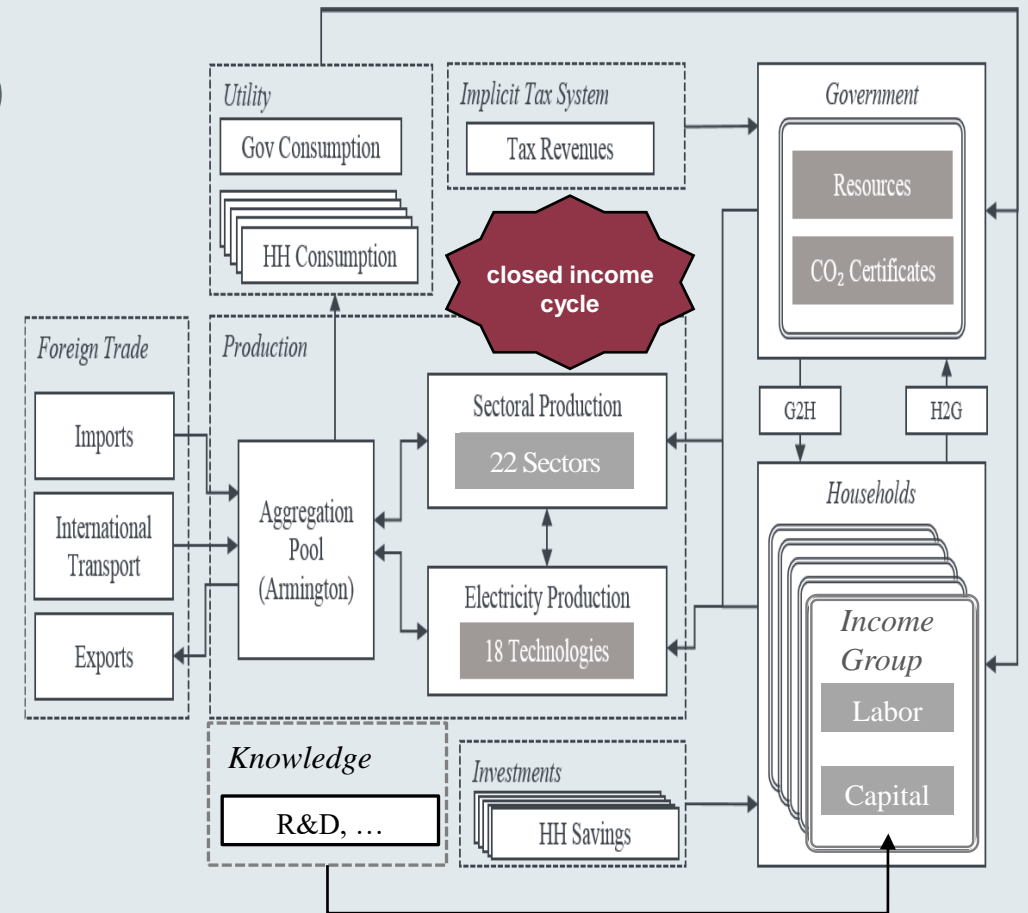 )
Utility
Gov Consumption
HH Consumption
Implicit Tax System
Tax Revenues
Government
Resources
CO₂ Certificates
closed income
cycle
Foreign Trade
Imports
International
Transport
Exports
Production
Aggregation
Pool
(Armington)
Sectoral Production
22 Sectors
Electricity Production
18 Technologies
G2H
H2G
Households
Income
Group
Labor
Capital
Knowledge
R&D, …
Investments
HH Savings